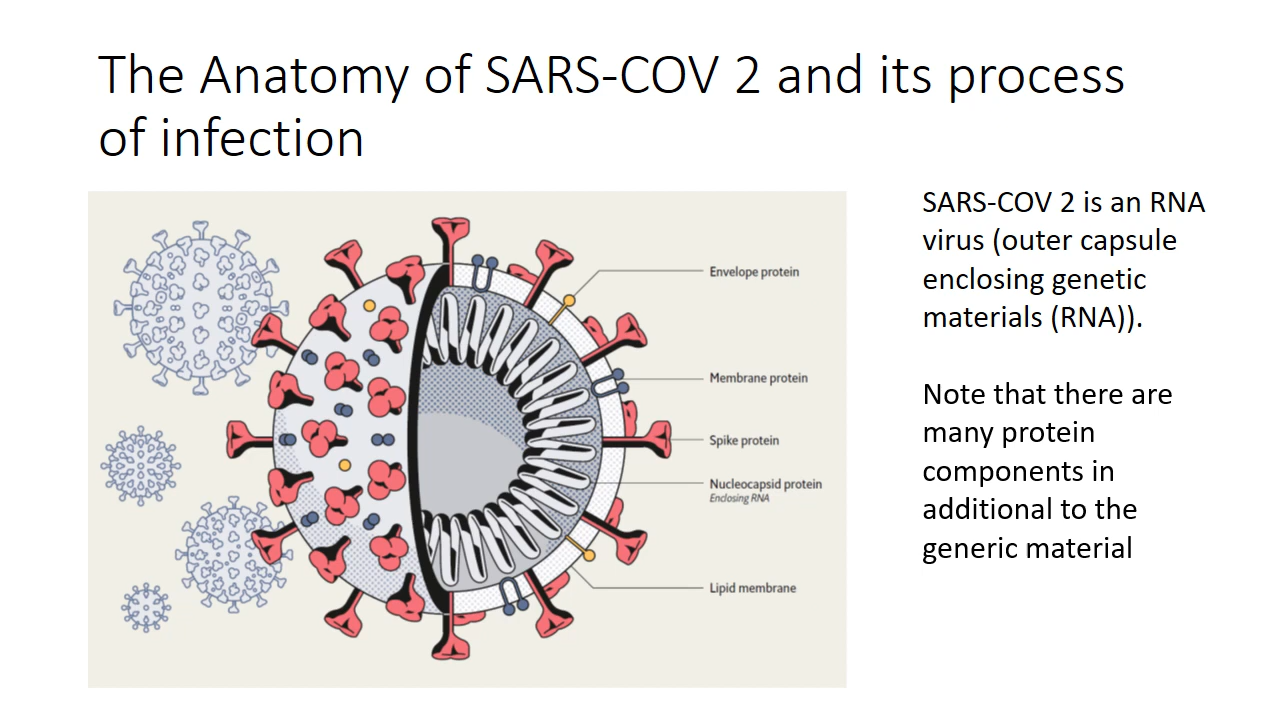 The Anatomy of SARS-COV 2 and its process
of infection
Envelope protein
Membrane protein
Spike protein
Nucleocapsid protein
Enclosing RNA
Lipid membrane
SARS-COV 2 is an RNA
virus (outer capsule
enclosing genetic
materials (RNA)).
Note that there are
many protein
components in
additional to the
generic material